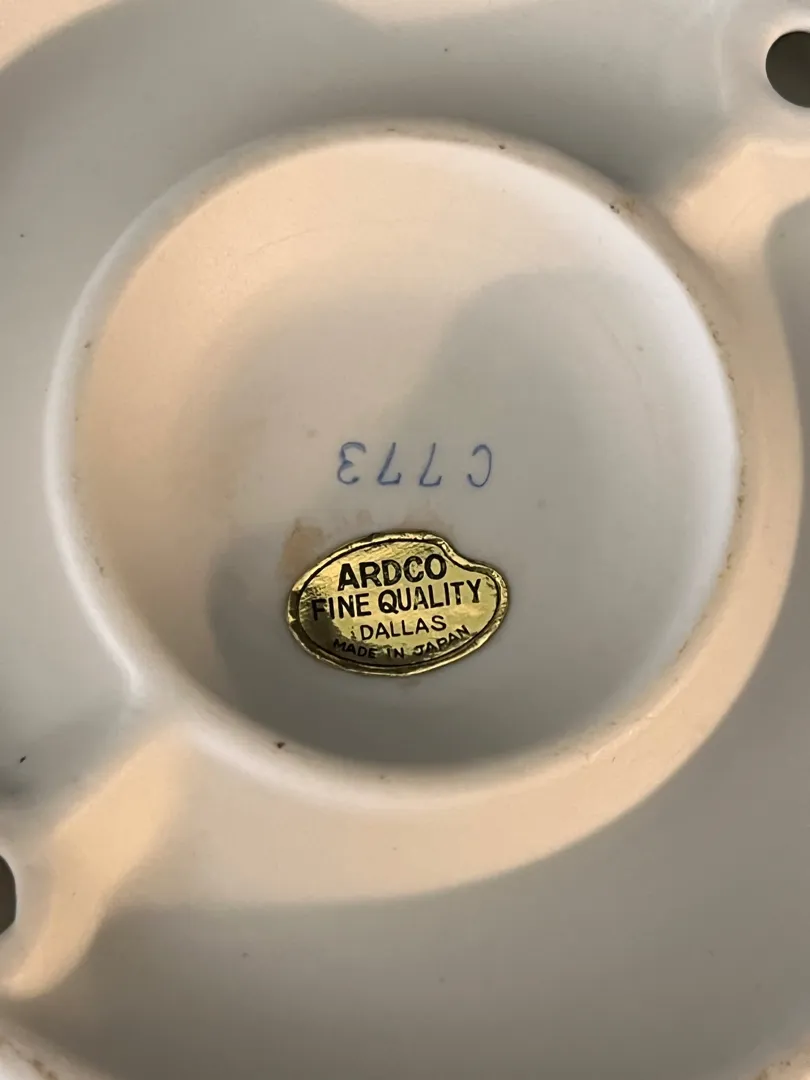 C773
ARDCO
FINE QUALITY
DALLAS
MADE IN JAPAN